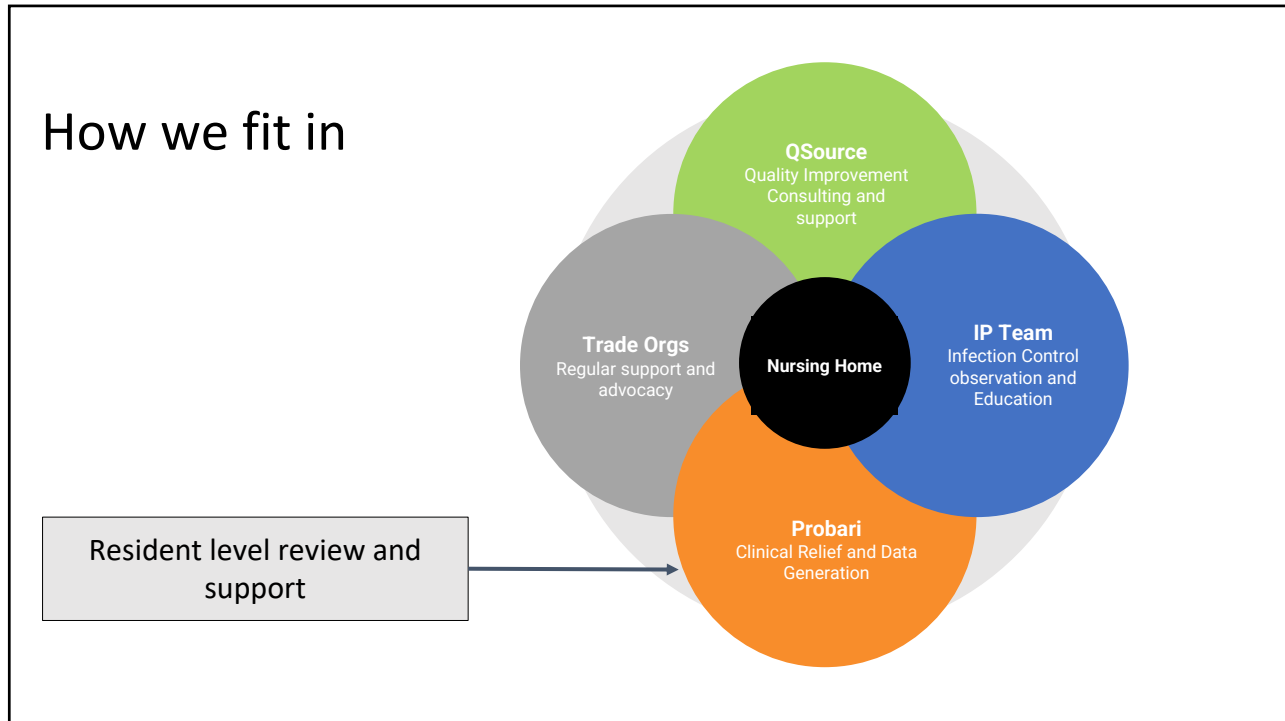 How we fit in
QSource
Quality Improvement
Consulting and
support
Trade Orgs
Regular support and
advocacy
Nursing Home
IP Team
Infection Control
observation and
Education
Probari
Clinical Relief and Data
Generation
Resident level review and
support